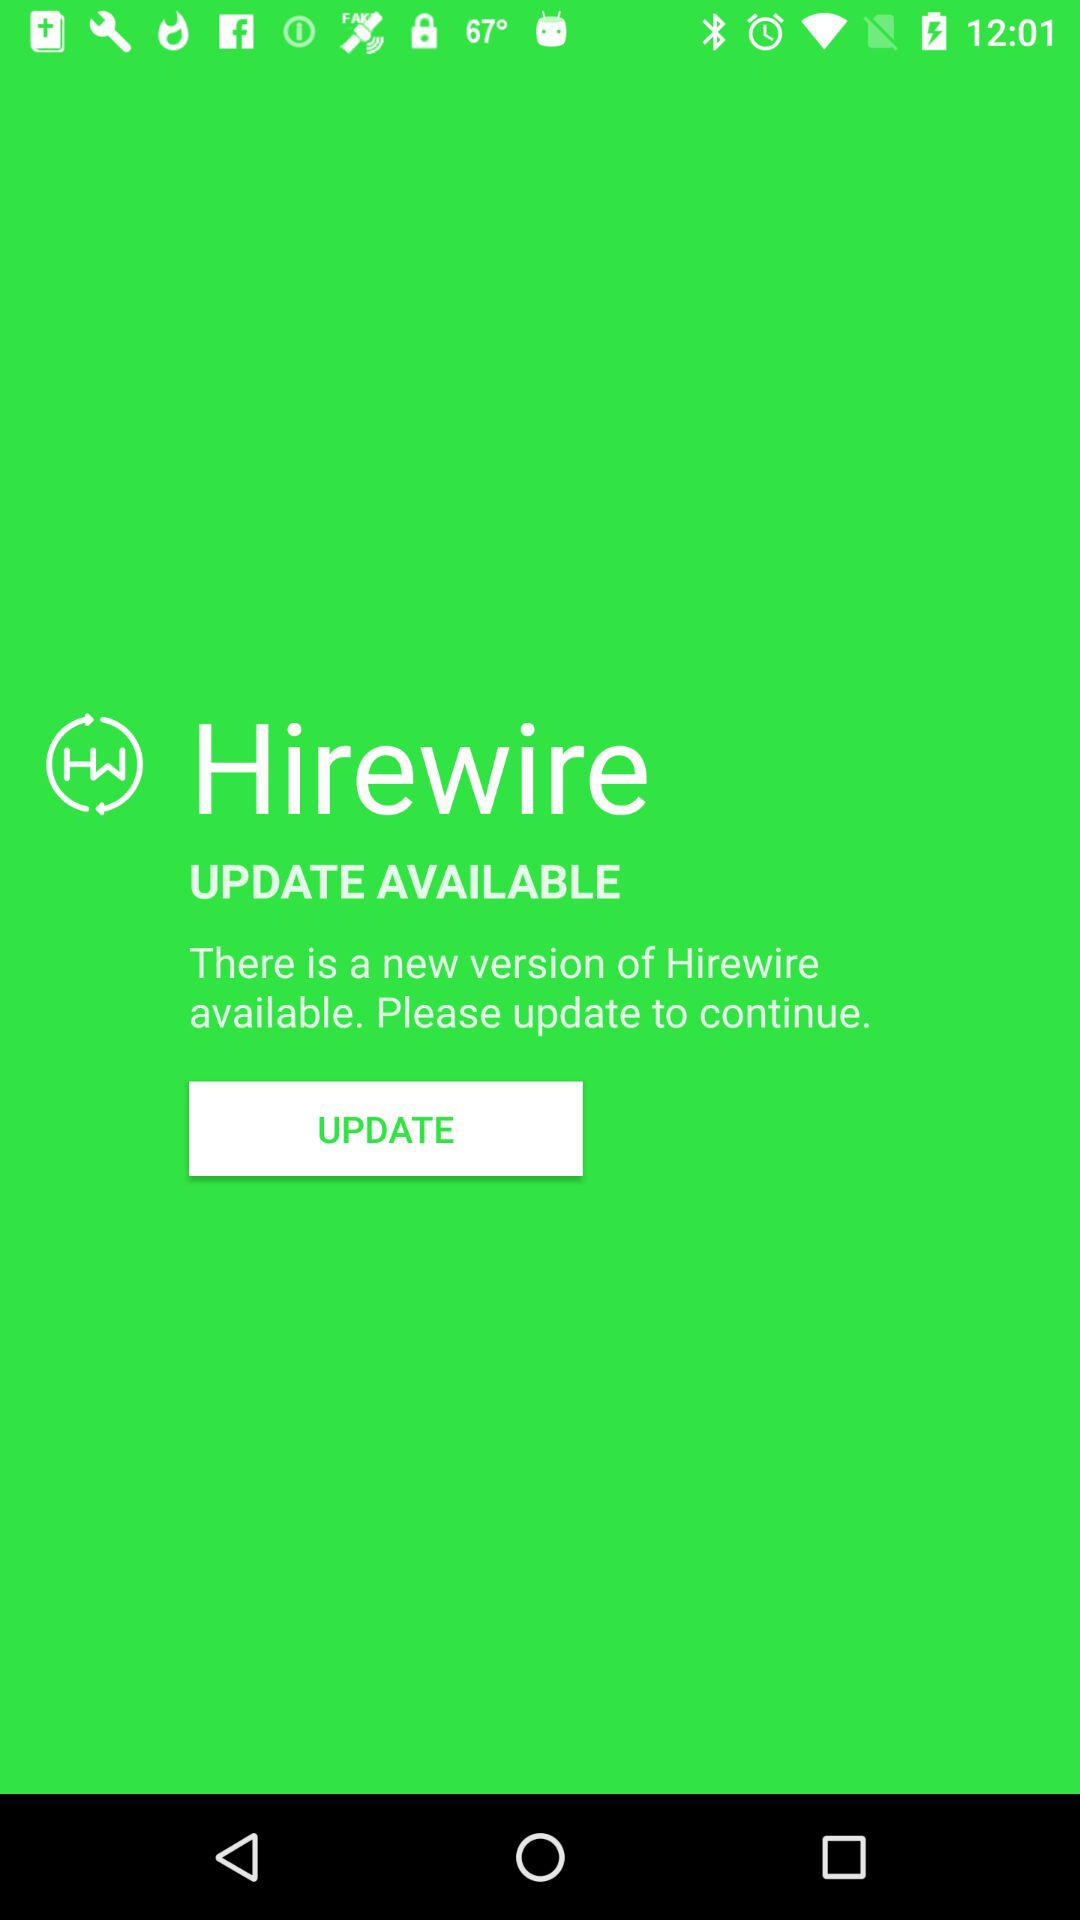 FAKE 67° 12:01
HW Hirewire
UPDATE AVAILABLE
There is a new version of Hirewire
available. Please update to continue.
UPDATE